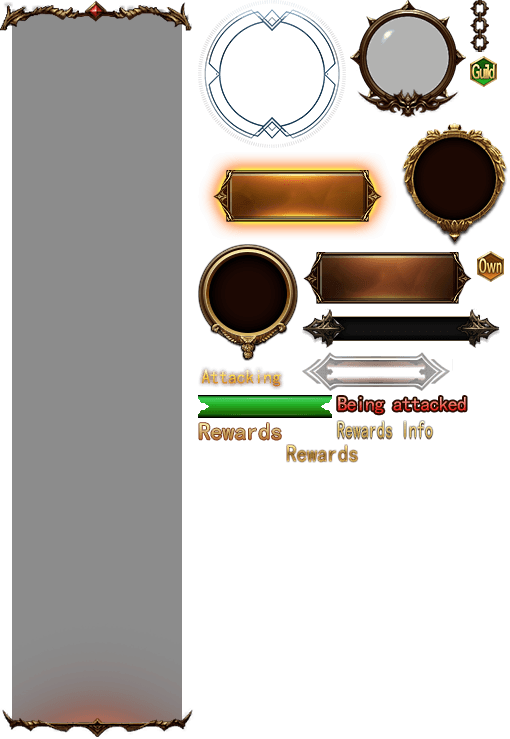 Guild
Own
Attacking
Being attacked
Rewards
Rewards Info
Rewards